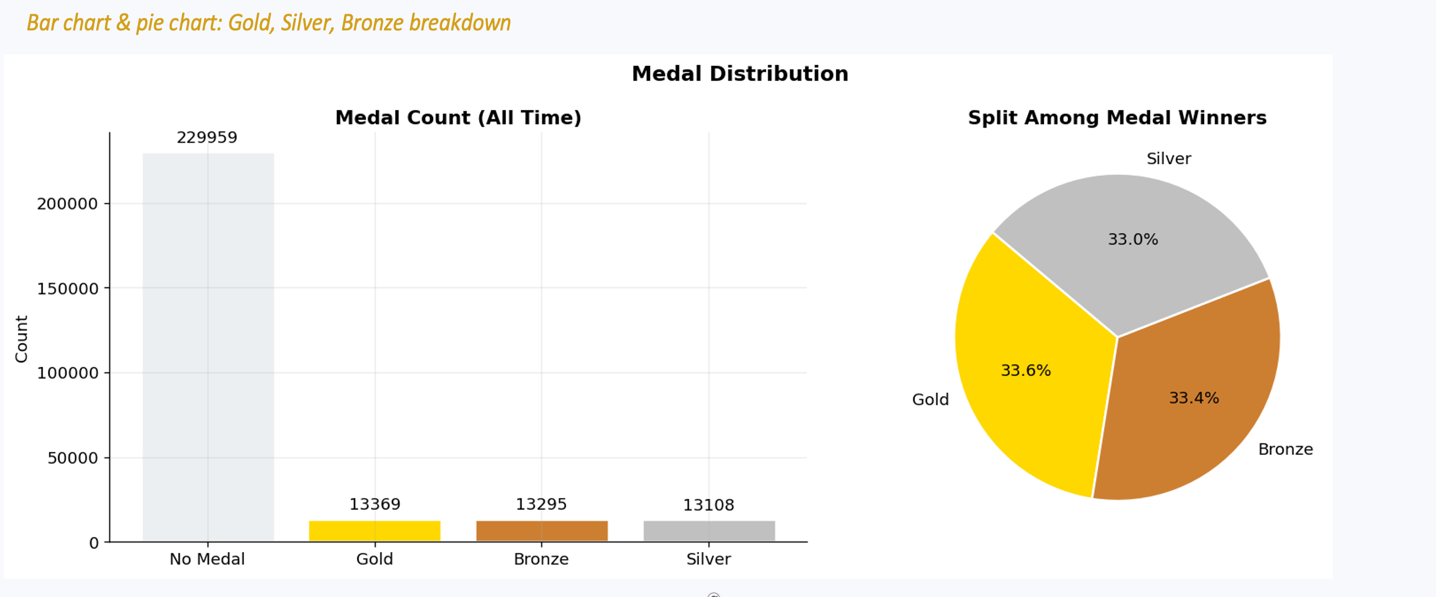 Bar chart & pie chart: Gold, Silver, Bronze breakdown
Medal Distribution
Medal Count (All Time)
229959
200000
150000
100000
50000
0
Count
13369
13295
13108
No Medal
Gold
Bronze
Silver
Split Among Medal Winners
Silver
33.0%
33.6%
Gold
33.4%
Bronze